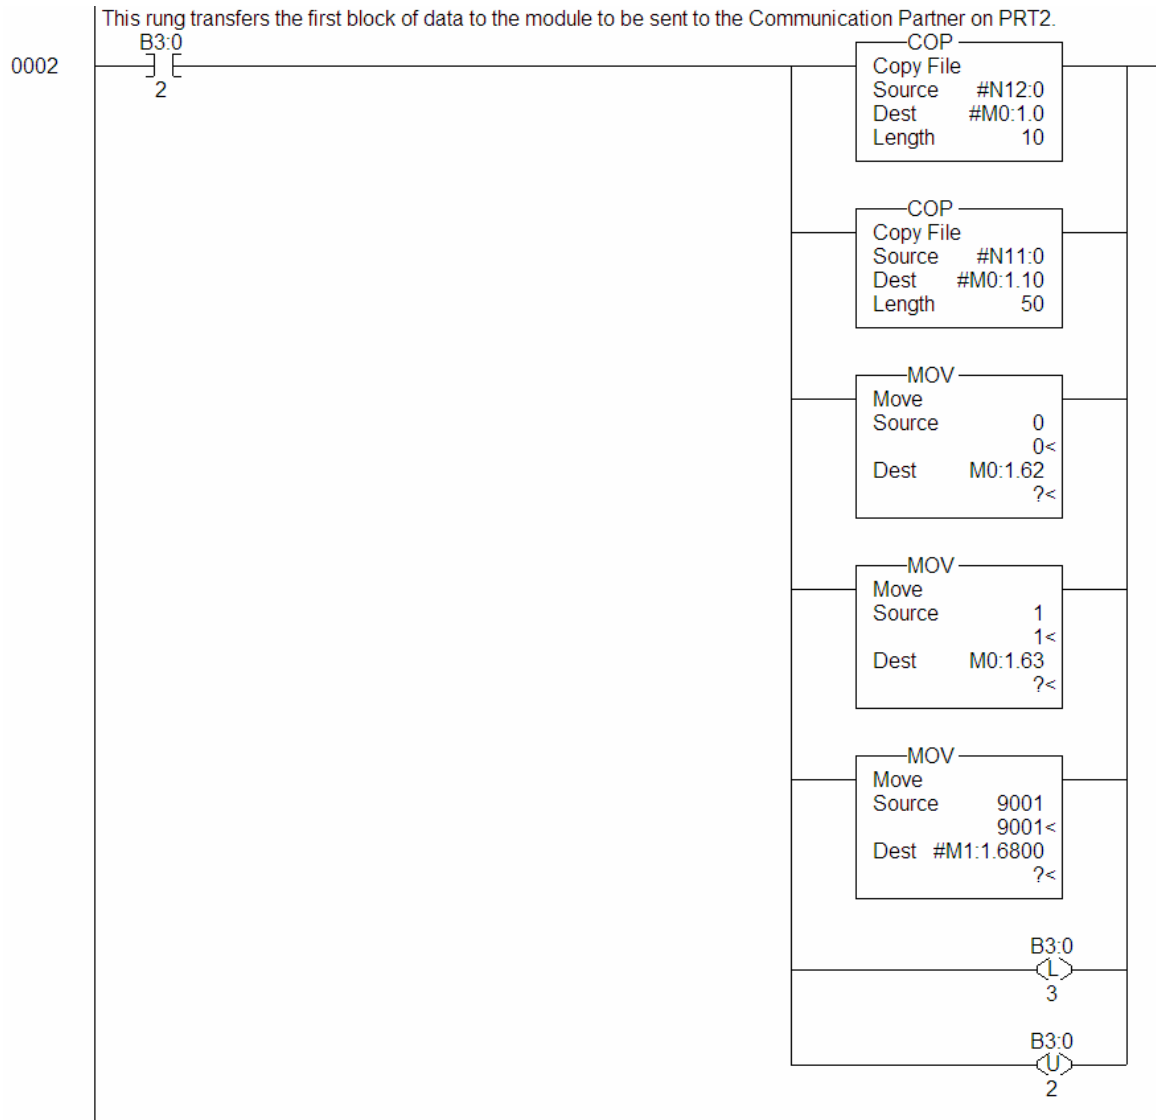 This rung transfers the first block of data to the module to be sent to the Communication Partner on PRT2.
B3:0
0002
2
COP
Copy File
Source #N12:0
Dest #M0:1.0
Length 10
COP
Copy File
Source #N11:0
Dest #M0:1.10
Length 50
MOV
Move
Source 0
0<
Dest M0:1.62
?<
MOV
Move
Source 1
1<
Dest M0:1.63
?<
MOV
Move
Source 9001
9001<
Dest #M1:1.6800
?<
B3:0
L
3
B3:0
U
2